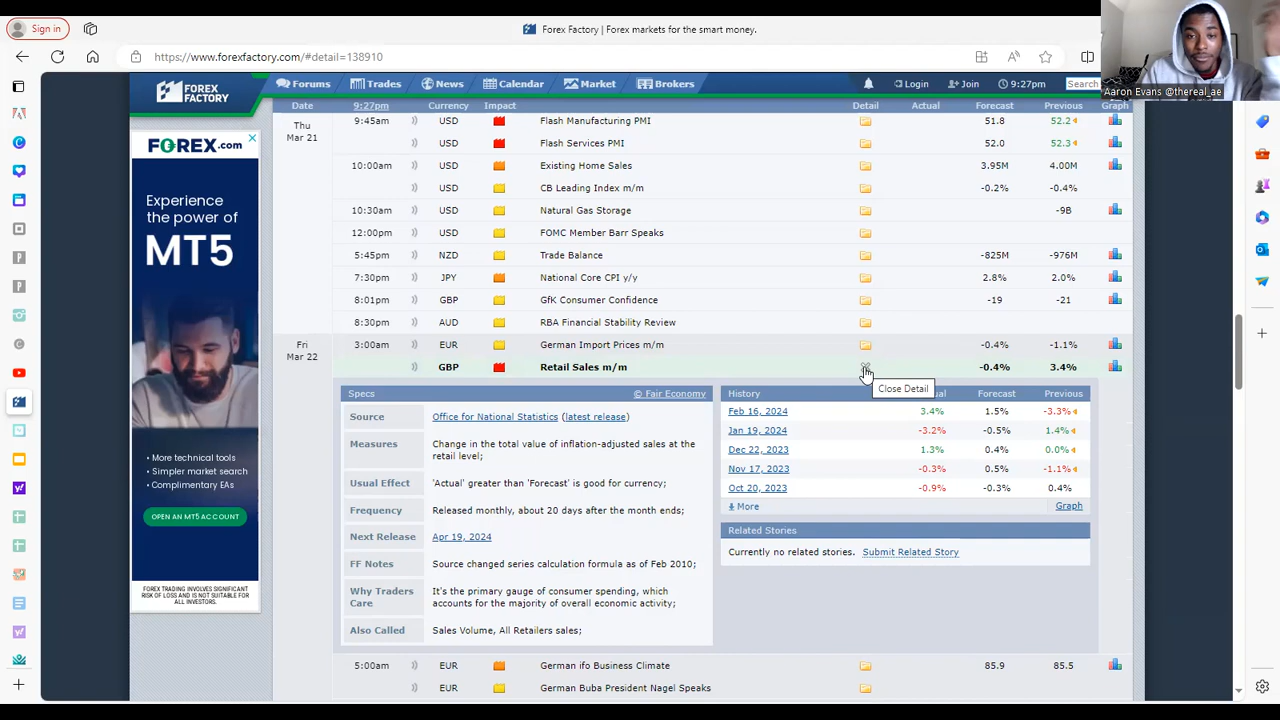 Sign in
Forex Factory | Forex markets for the smart money.
https://www.forexfactory.com/#detail=138910
Aaron Evans @thereal_ae
FOREX FACTORY
Forums Trades News Calendar Market Brokers Login Join 9:27pm Search
Date 9:27pm Currency Impact Detail Actual Forecast Previous Graph
Thu Mar 21
9:45am USD Flash Manufacturing PMI 51.8 52.2
USD Flash Services PMI 52.0 52.3
10:00am USD Existing Home Sales 3.95M 4.00M
USD CB Leading Index m/m -0.2% -0.4%
10:30am USD Natural Gas Storage -9B
12:00pm USD FOMC Member Barr Speaks
5:45pm NZD Trade Balance -825M -976M
7:30pm JPY National Core CPI y/y 2.8% 2.0%
8:01pm GBP GfK Consumer Confidence -19 -21
8:30pm AUD RBA Financial Stability Review
Fri Mar 22
3:00am EUR German Import Prices m/m -0.4% -1.1%
GBP Retail Sales m/m -0.4% 3.4%
Close Detail
Specs © Fair Economy
Source Office for National Statistics (latest release)
Measures Change in the total value of inflation-adjusted sales at the
retail level;
Usual Effect 'Actual' greater than 'Forecast' is good for currency;
Frequency Released monthly, about 20 days after the month ends;
Next Release Apr 19, 2024
FF Notes Source changed series calculation formula as of Feb 2010;
Why Traders Care It's the primary gauge of consumer spending, which
accounts for the majority of overall economic activity;
Also Called Sales Volume, All Retailers sales;
History Forecast Previous
Feb 16, 2024 3.4% 1.5% -3.3%
Jan 19, 2024 -3.2% -0.5% 1.4%
Dec 22, 2023 1.3% 0.4% 0.0%
Nov 17, 2023 -0.3% 0.5% -1.1%
Oct 20, 2023 -0.9% -0.3% 0.4%
More Graph
Related Stories
Currently no related stories. Submit Related Story
5:00am EUR German ifo Business Climate 85.9 85.5
EUR German Buba President Nagel Speaks
FOREX.com
Experience
the power of
MT5
• More technical tools
• Simpler market search
• Complimentary EAs
OPEN AN MT5 ACCOUNT
FOREX TRADING INVOLVES SIGNIFICANT
RISK OF LOSS AND IS NOT SUITABLE FOR
ALL INVESTORS.